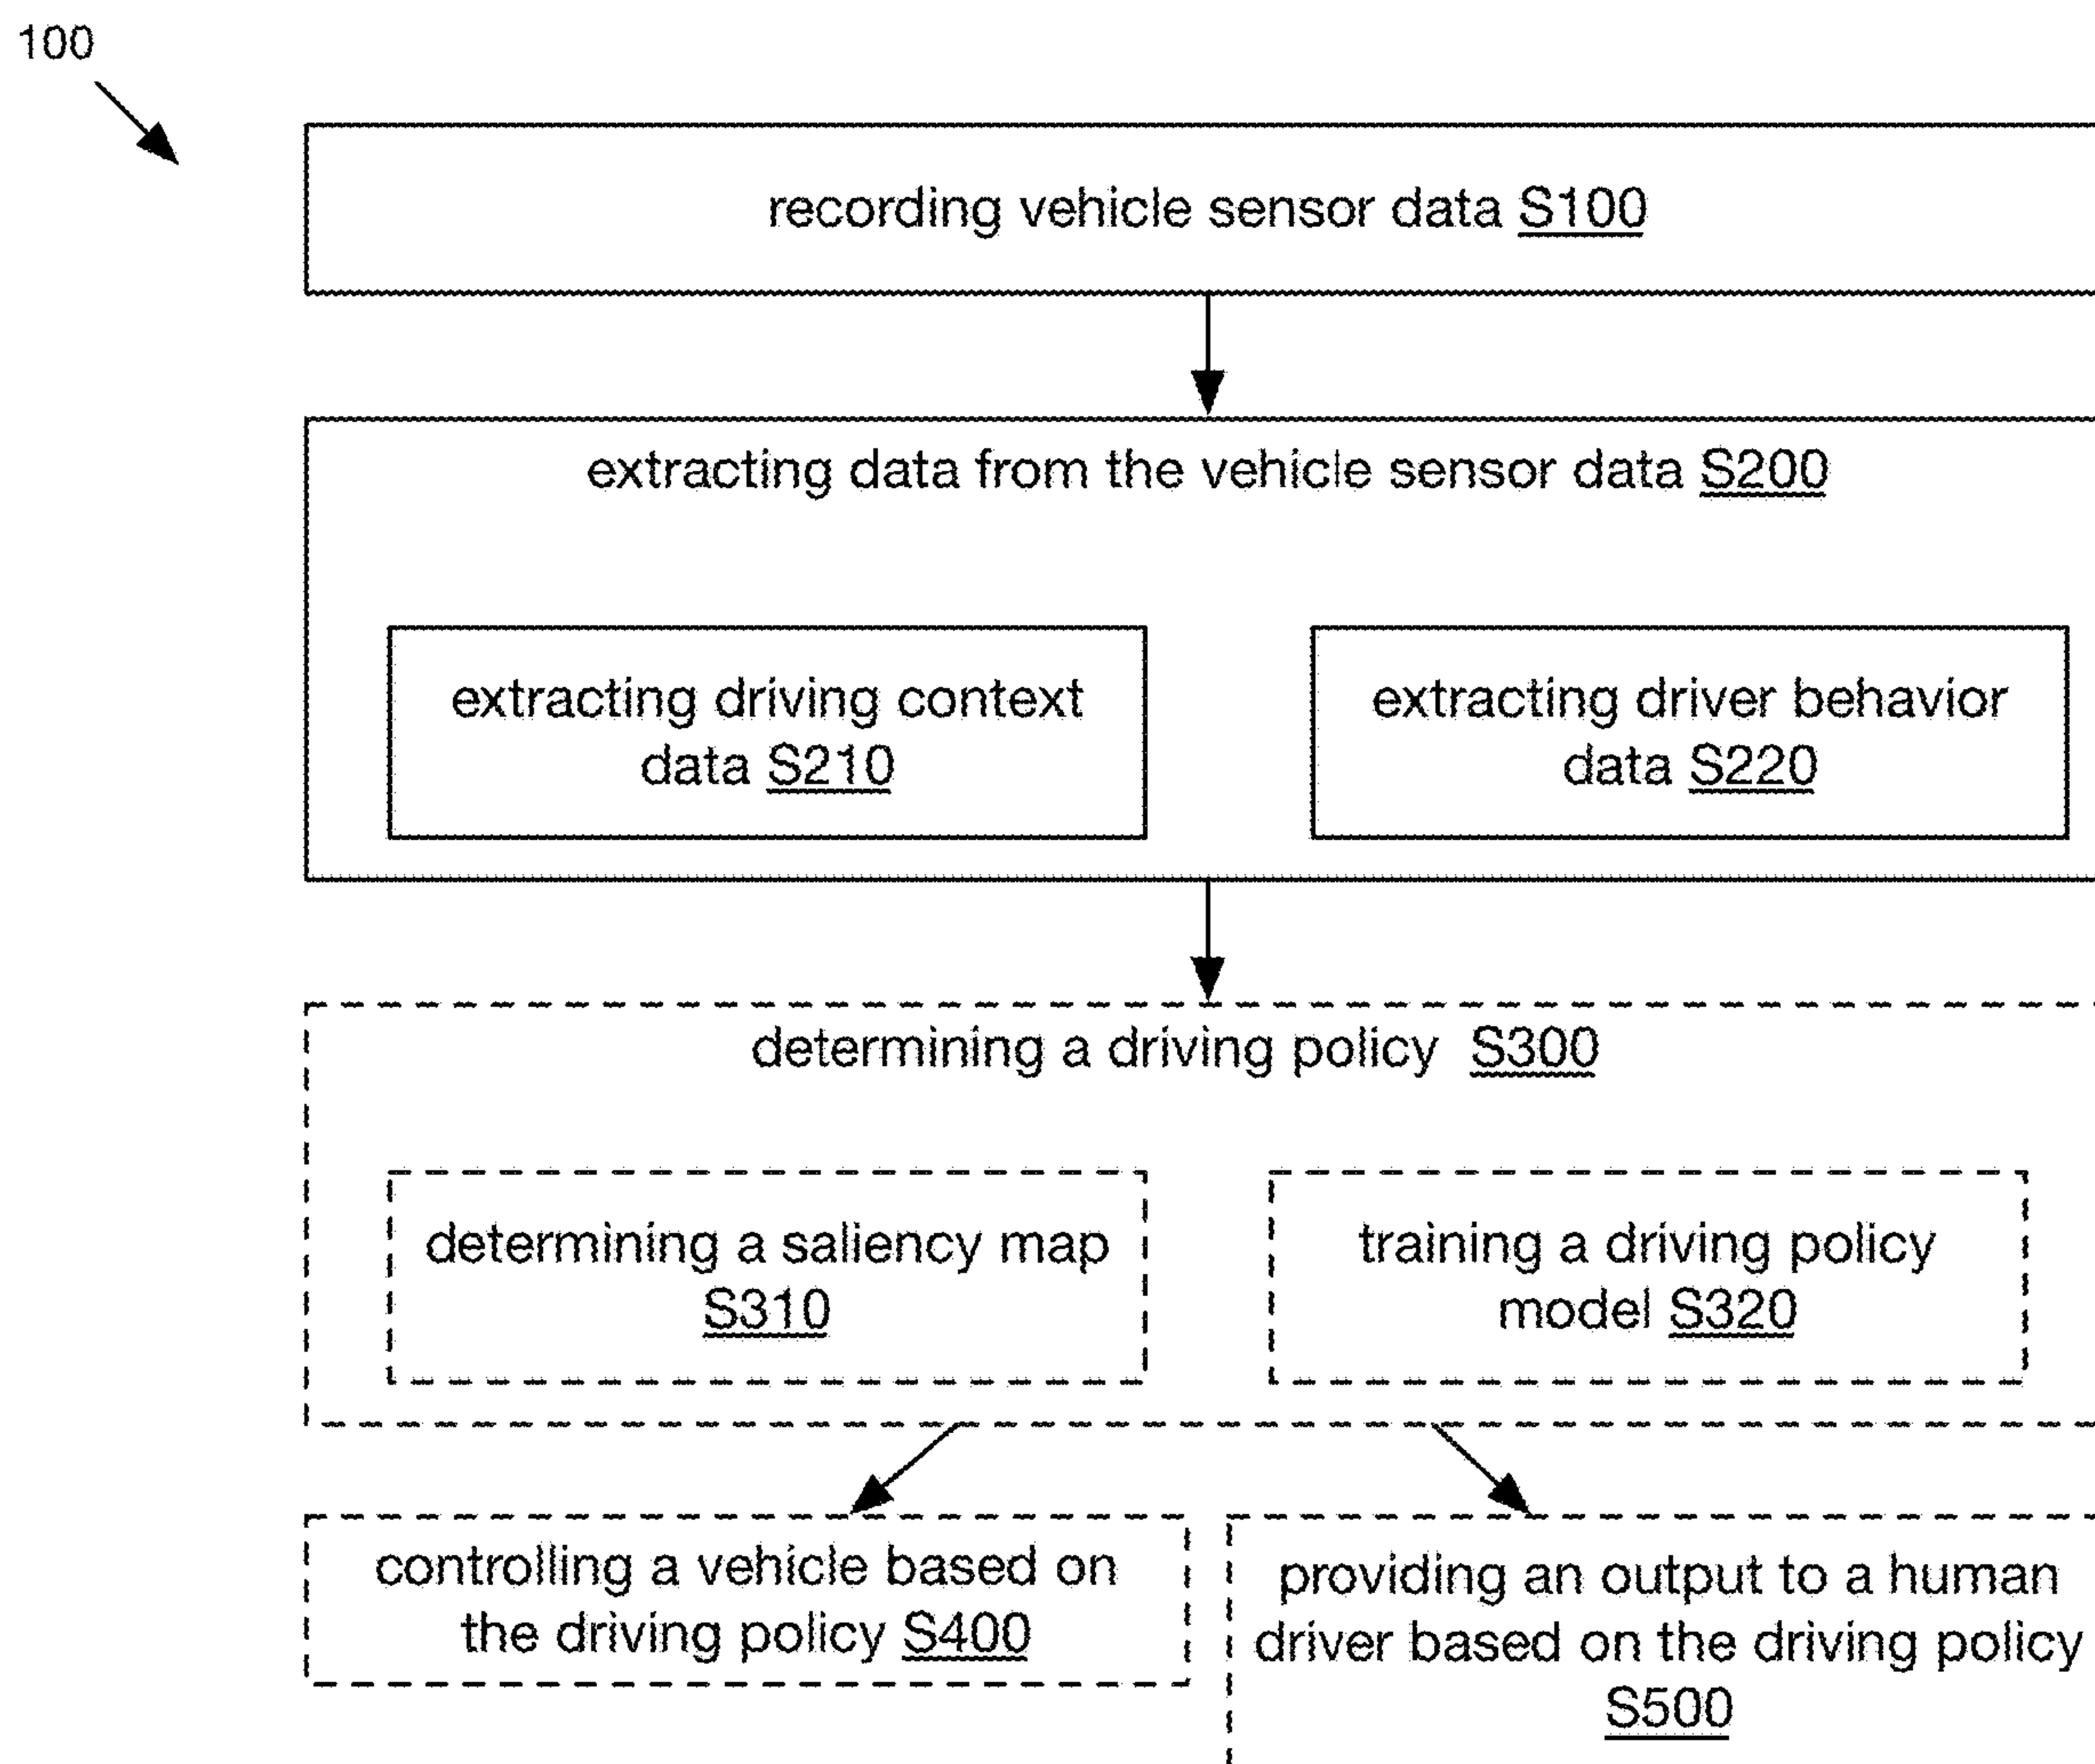 100
recording vehicle sensor data S100
extracting data from the vehicle sensor data S200
extracting driving context
data S210
extracting driver behavior
data S220
determining a driving policy S300
determining a saliency map
S310
training a driving policy
model S320
controlling a vehicle based on
the driving policy S400
providing an output to a human
driver based on the driving policy
S500